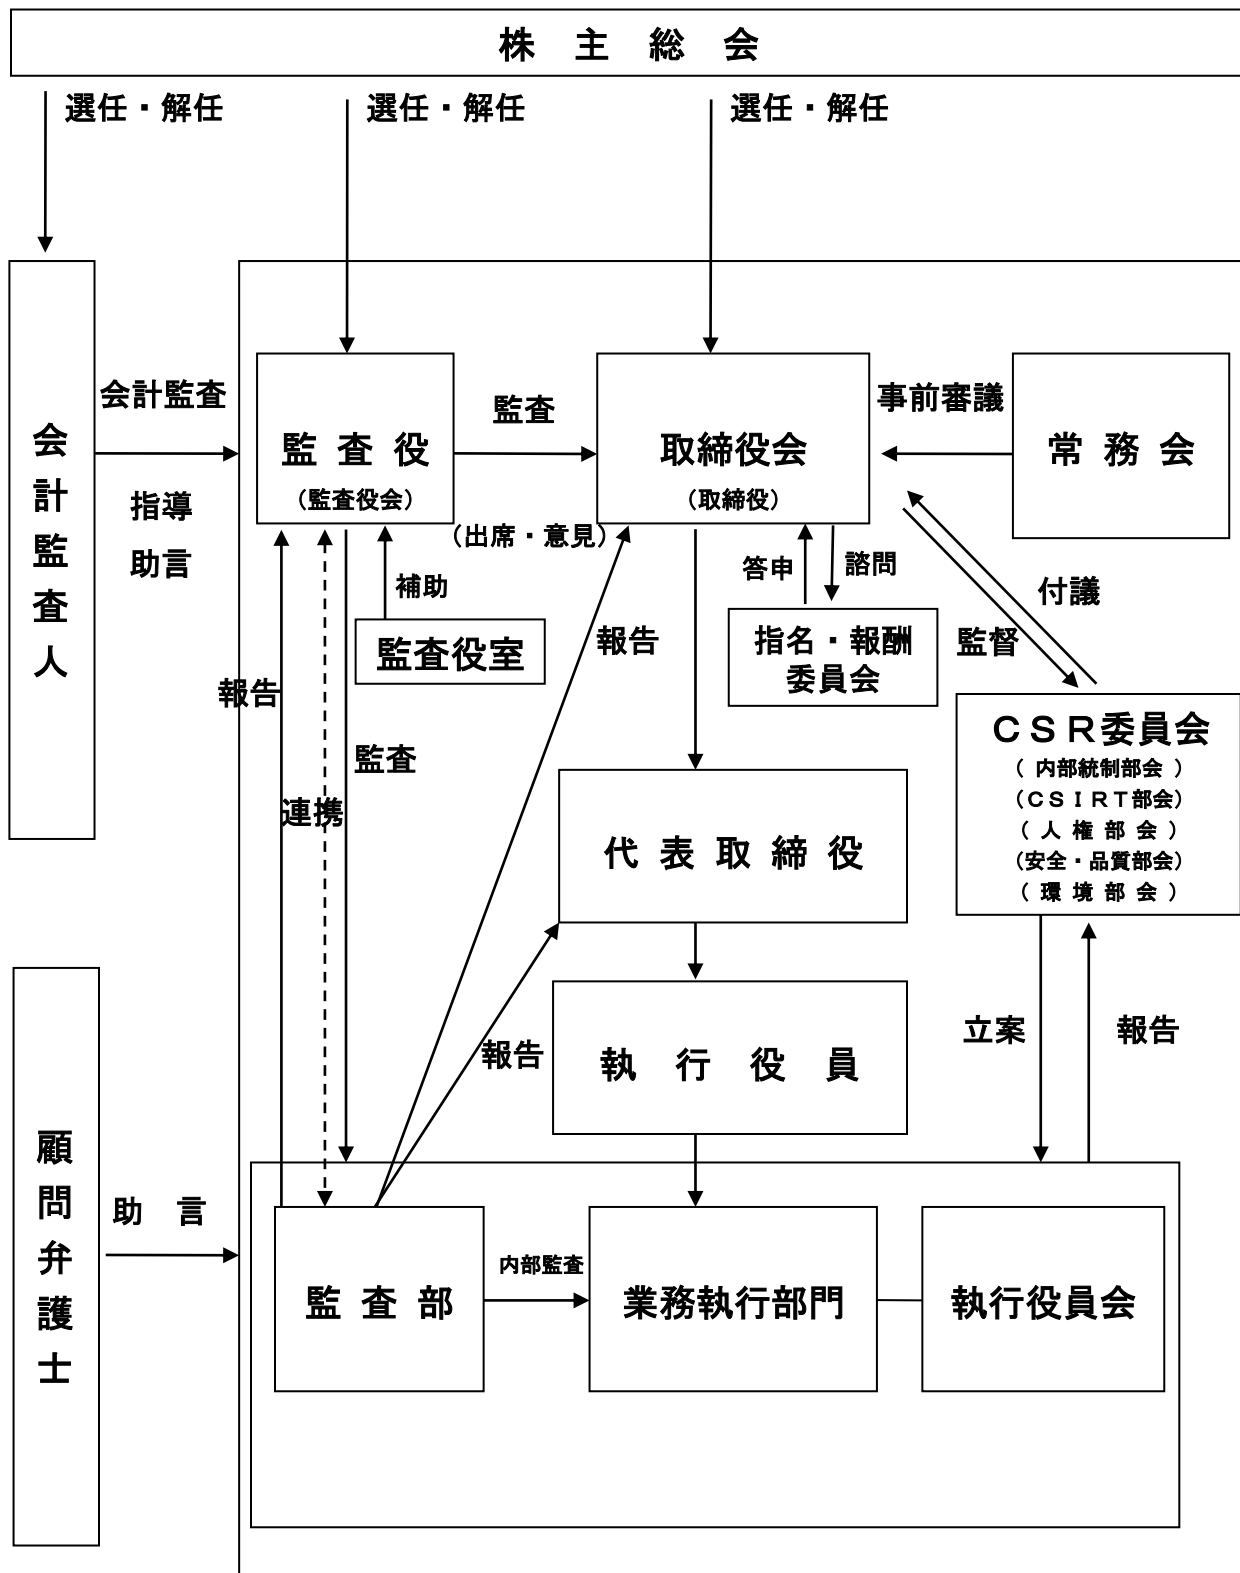 株　主　総　会
選任・解任
選任・解任
選任・解任
会計監査人
会計監査
指導
助言
監 査 役
（監査役会）
監査
（出席・意見）
取締役会
（取締役）
事前審議
常 務 会
補助
監査役室
答申
諮問
指名・報酬
委員会
付議
監督
報告
報告
監査
連携
ＣＳＲ委員会
（ 内部統制部会 ）
（ＣＳＩＲＴ部会）
（ 人 権 部 会 ）
（安全・品質部会）
（ 環 境 部 会 ）
代 表 取 締 役
報告
執　行　役　員
立案
報告
顧問弁護士
助　言
監 査 部
内部監査
業務執行部門
執行役員会